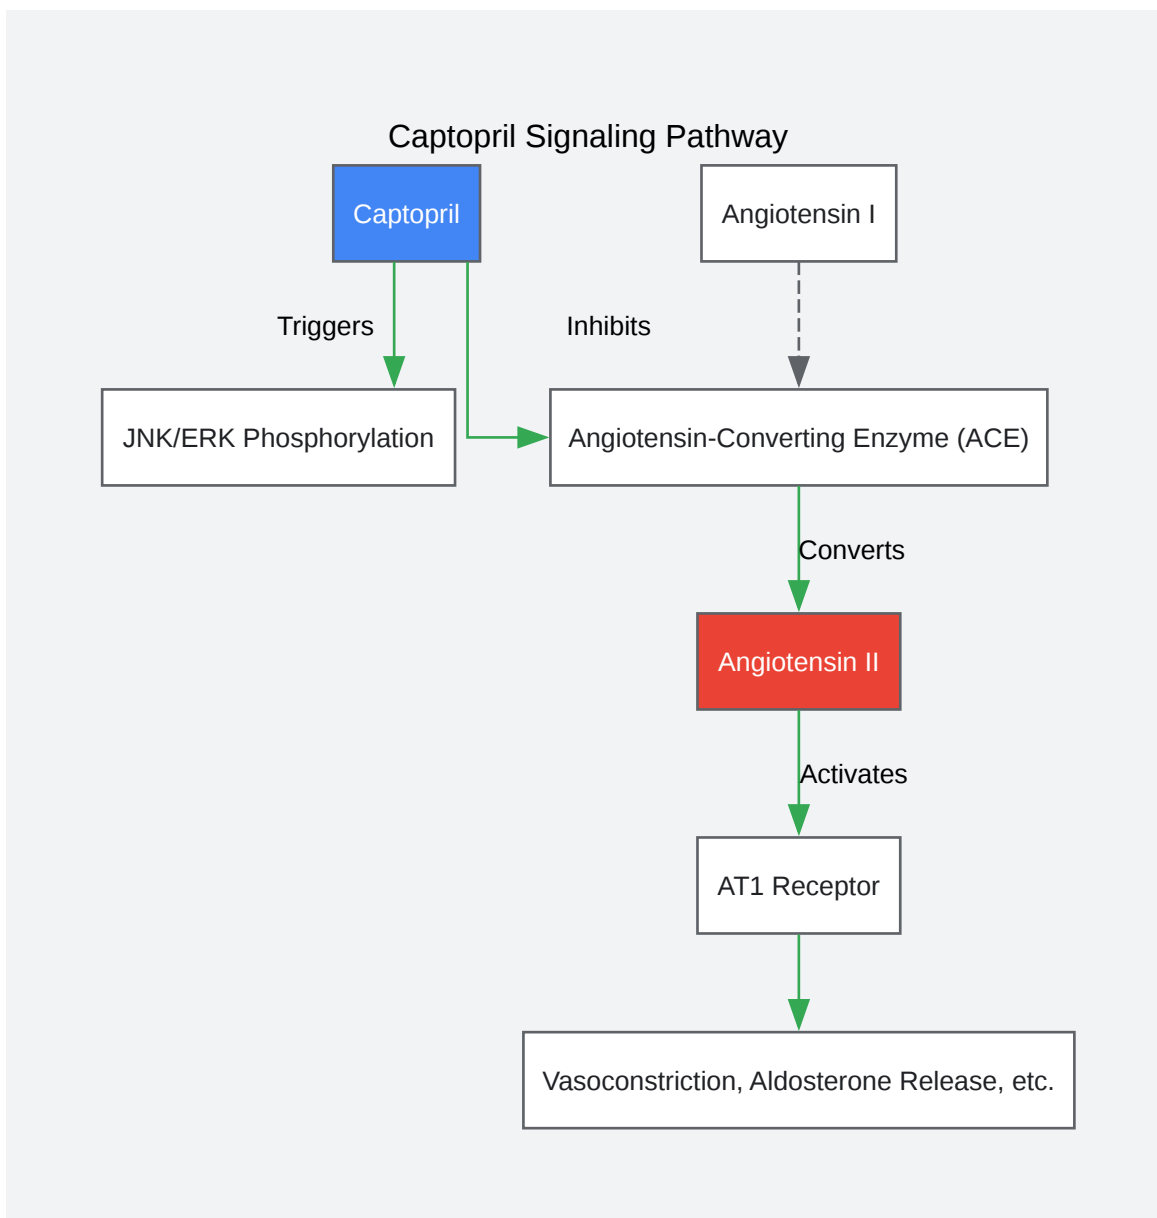 Captopril Signaling Pathway
Captopril
Angiotensin I
Triggers
Inhibits
JNK/ERK Phosphorylation
Angiotensin-Converting Enzyme (ACE)
Converts
Angiotensin II
Activates
AT1 Receptor
Vasoconstriction, Aldosterone Release, etc.